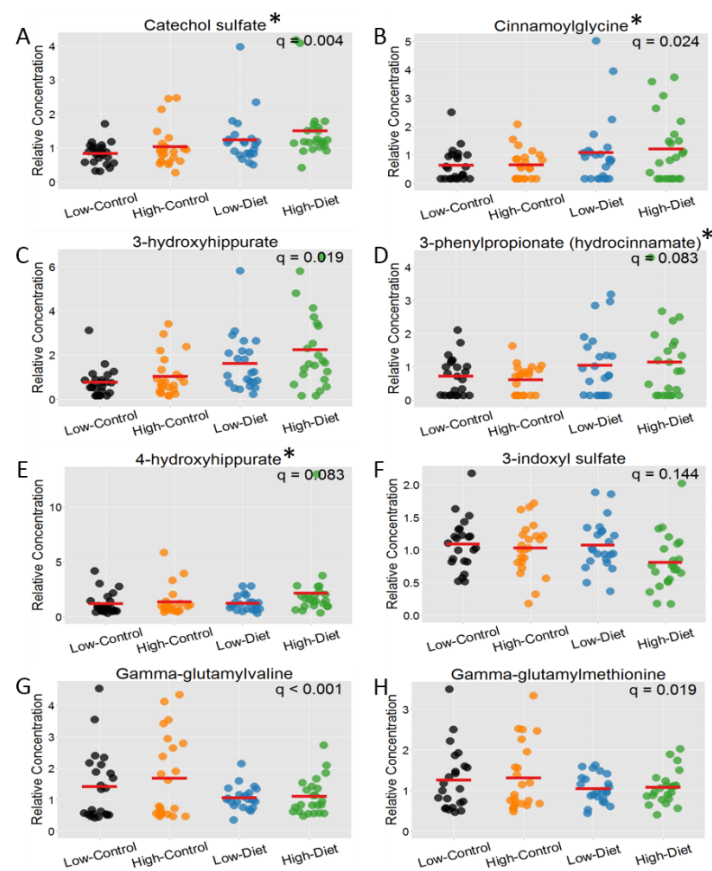 A
Catechol sulfate *
q = 0.004
Relative Concentration
4
3
2
1
0
Low-Control
High-Control
Low-Diet
High-Diet
B
Cinnamoylglycine *
q = 0.024
Relative Concentration
5
4
3
2
1
0
Low-Control
High-Control
Low-Diet
High-Diet
C
3-hydroxyhippurate
q = 0.019
Relative Concentration
6
4
2
0
Low-Control
High-Control
Low-Diet
High-Diet
D
3-phenylpropionate (hydrocinnamate) *
q = 0.083
Relative Concentration
4
3
2
1
0
Low-Control
High-Control
Low-Diet
High-Diet
E
4-hydroxyhippurate *
q = 0.083
Relative Concentration
10
5
0
Low-Control
High-Control
Low-Diet
High-Diet
F
3-indoxyl sulfate
q = 0.144
Relative Concentration
2.0
1.5
1.0
0.5
0.0
Low-Control
High-Control
Low-Diet
High-Diet
G
Gamma-glutamylvaline
q < 0.001
Relative Concentration
4
3
2
1
0
Low-Control
High-Control
Low-Diet
High-Diet
H
Gamma-glutamylmethionine
q = 0.019
Relative Concentration
3
2
1
0
Low-Control
High-Control
Low-Diet
High-Diet